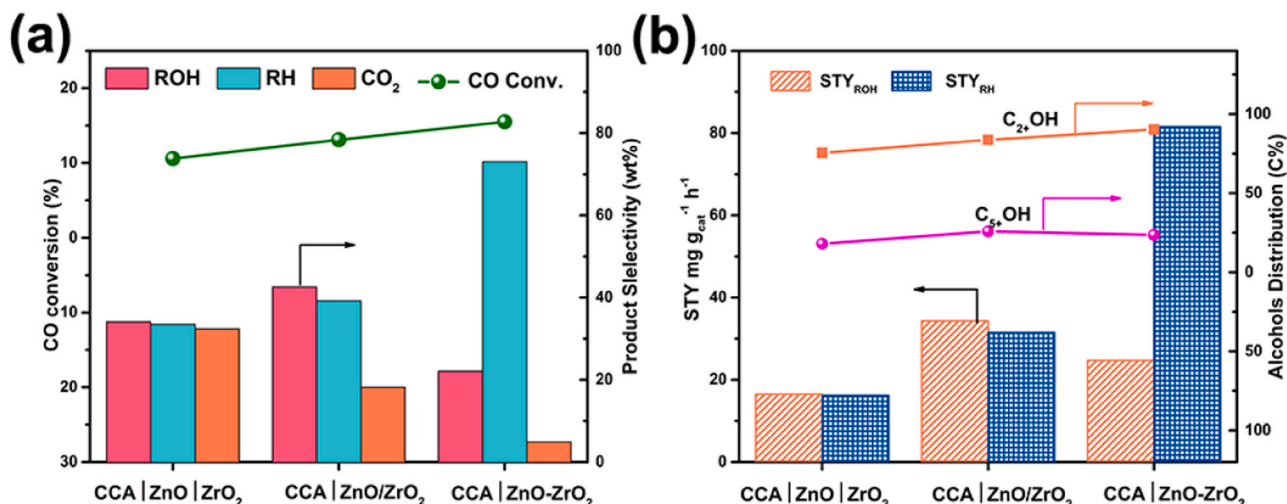 (a)
ROH RH CO₂ CO Conv.
CO conversion (%)
20
10
0
10
20
30
Product Slelectivity (wt%)
100
80
60
40
20
0
CCA|ZnO|ZrO₂ CCA|ZnO/ZrO₂ CCA|ZnO-ZrO₂
(b)
STY_ROH STY_RH
C₂₊OH
C₅₊OH
STY mg g_cat⁻¹ h⁻¹
100
80
60
40
20
0
Alcohols Distribution (C%)
100
50
0
50
100
CCA|ZnO|ZrO₂ CCA|ZnO/ZrO₂ CCA|ZnO-ZrO₂